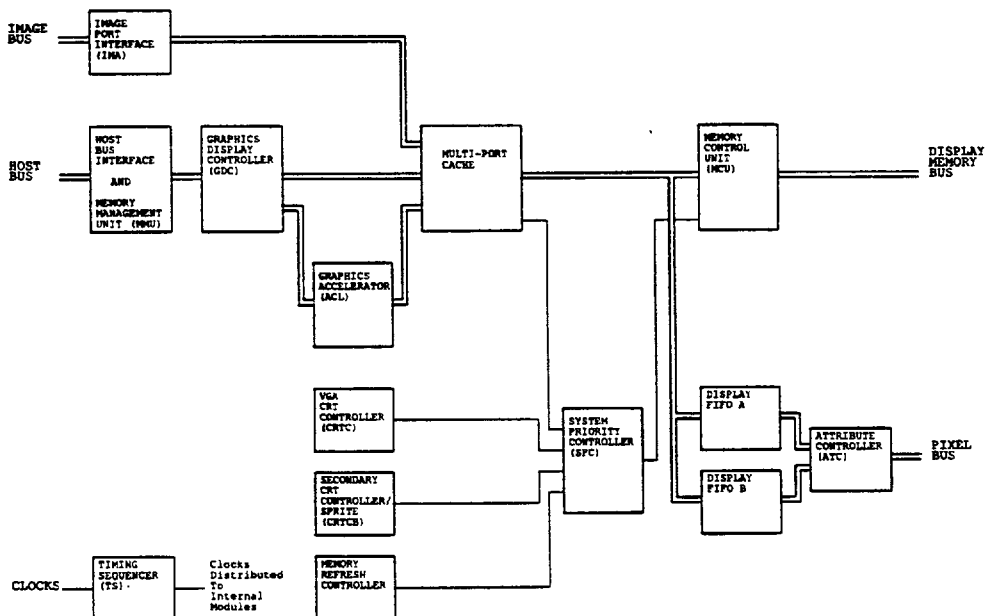 IMAGE
BUS
IMAGE
PORT
INTERFACE
(IMA)
HOST
BUS
HOST
BUS
INTERFACE
AND
MEMORY
MANAGEMENT
UNIT (MMU)
GRAPHICS
DISPLAY
CONTROLLER
(GDC)
MULTI-PORT
CACHE
MEMORY
CONTROL
UNIT
(MCU)
DISPLAY
MEMORY
BUS
GRAPHICS
ACCELERATOR
(ACL)
VGA
CRT
CONTROLLER
(CRTC)
SYSTEM
PRIORITY
CONTROLLER
(SPC)
DISPLAY
FIFO A
ATTRIBUTE
CONTROLLER
(ATC)
PIXEL
BUS
SECONDARY
CRT
CONTROLLER/
SPRITE
(CRTCB)
DISPLAY
FIFO B
CLOCKS
TIMING
SEQUENCER
(TS)
Clocks
Distributed
To
Internal
Modules
MEMORY
REFRESH
CONTROLLER